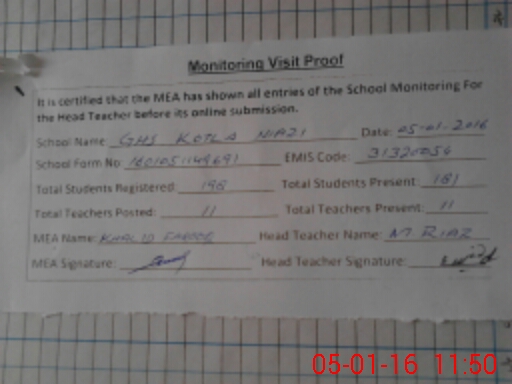 Monitoring Visit Proof
It is certified that the MEA has shown all entries of the School Monitoring For
the Head Teacher before its online submission.
School Name: GHS KOTLA NIAZI Date: 05-01-2016
School Form No: EMIS Code: 31320056
Total Students Registered: 198 Total Students Present: 181
Total Teachers Posted: 11 Total Teachers Present: 11
MEA Name: KHALID FAROOQ Head Teacher Name: M RIAZ
MEA Signature: Head Teacher Signature:
05-01-16 11:50